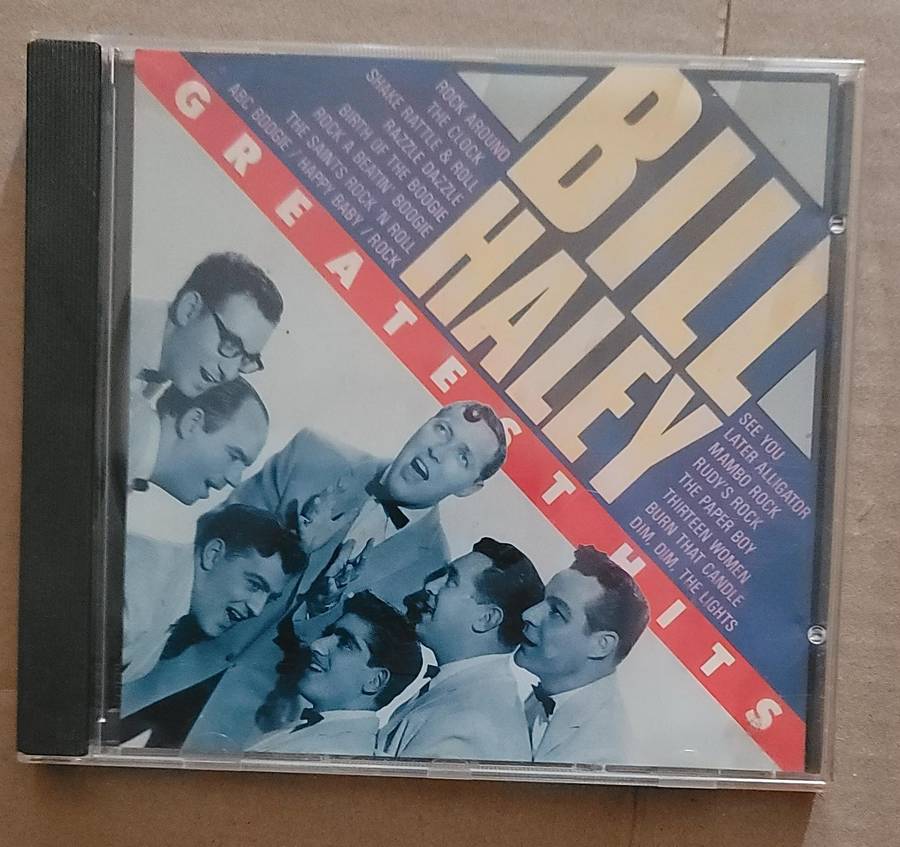 BILL
HALEY
GREATEST HITS
ROCK AROUND
THE CLOCK
SHAKE RATTLE & ROLL
RAZZLE DAZZLE
BIRTH OF THE BOOGIE
ROCK A BEATIN' BOOGIE
THE SAINTS ROCK 'N' ROLL
ABC BOOGIE / HAPPY BABY / ROCK
SEE YOU
LATER ALLIGATOR
MAMBO ROCK
RUDY'S ROCK
THE PAPER BOY
THIRTEEN WOMEN
BURN THAT CANDLE
DIM, DIM, THE LIGHTS